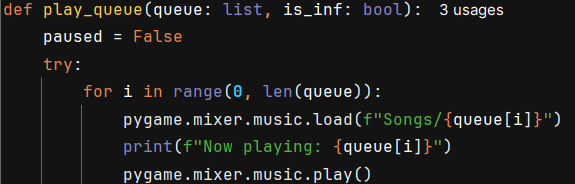 def play_queue(queue: list, is_inf: bool): 3 usages
    paused = False
    try:
        for i in range(0, len(queue)):
            pygame.mixer.music.load(f"Songs/{queue[i]}")
            print(f"Now playing: {queue[i]}")
            pygame.mixer.music.play()